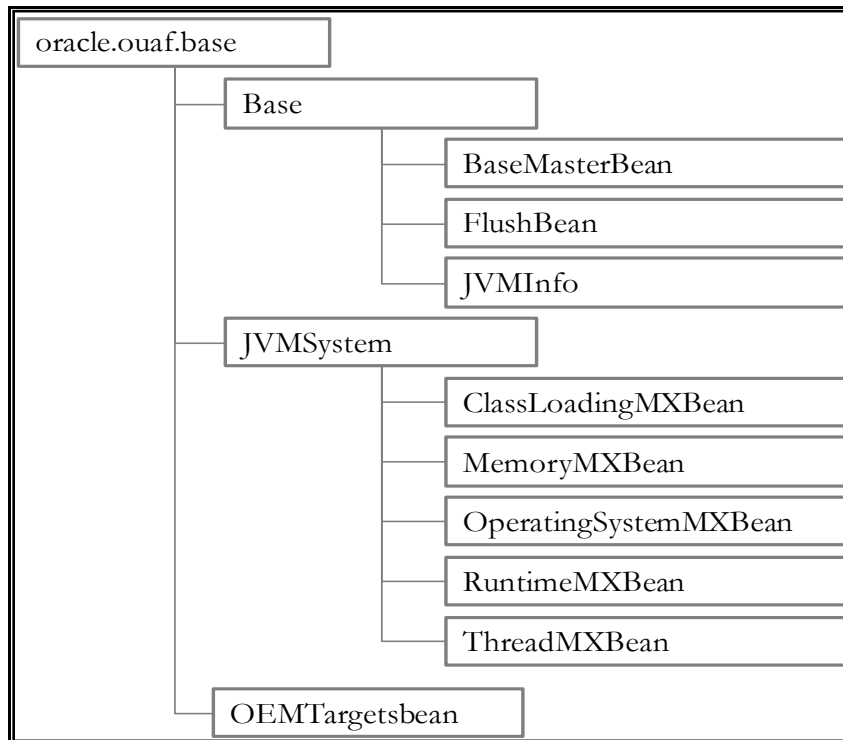 oracle.ouaf.base
Base
BaseMasterBean
FlushBean
JVMInfo
JVMSystem
ClassLoadingMXBean
MemoryMXBean
OperatingSystemMXBean
RuntimeMXBean
ThreadMXBean
OEMTargetsbean